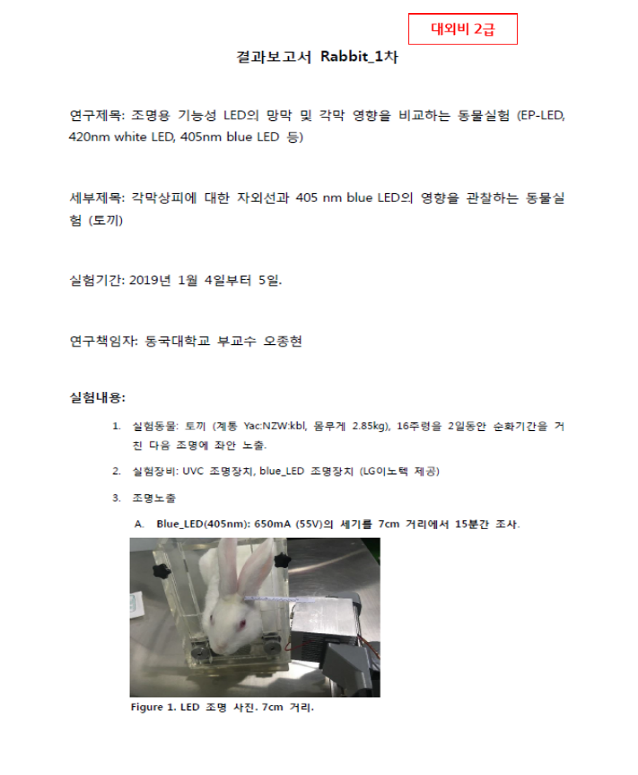 대외비 2급
결과보고서 Rabbit_1차
연구제목: 조명용 기능성 LED의 망막 및 각막 영향을 비교하는 동물실험 (EP-LED,
420nm white LED, 405nm blue LED 등)
세부제목: 각막상피에 대한 자외선과 405 nm blue LED의 영향을 관찰하는 동물실
험 (토끼)
실험기간: 2019년 1월 4일부터 5일.
연구책임자: 동국대학교 부교수 오종현
실험내용:
1. 실험동물: 토끼 (계통 Yac:NZW:kbl, 몸무게 2.85kg), 16주령을 2일동안 순화기간을 거
친 다음 조명에 좌안 노출.
2. 실험장비: UVC 조명장치, blue_LED 조명장치 (LG이노텍 제공)
3. 조명노출
A. Blue_LED(405nm): 650mA (55V)의 세기를 7cm 거리에서 15분간 조사.
Figure 1. LED 조명 사진. 7cm 거리.